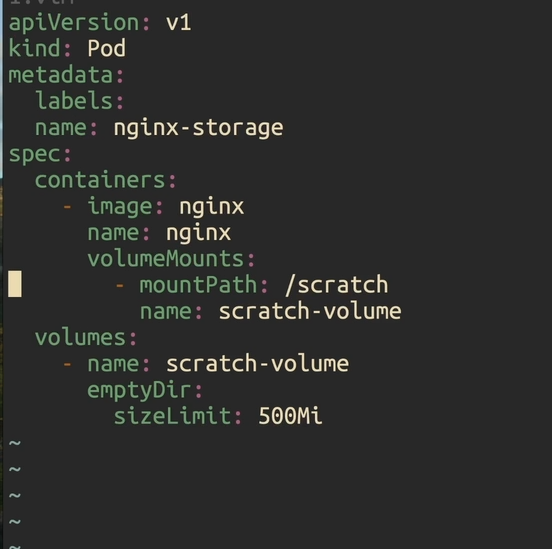 apiVersion: v1
kind: Pod
metadata:
  labels:
  name: nginx-storage
spec:
  containers:
    - image: nginx
      name: nginx
      volumeMounts:
        - mountPath: /scratch
          name: scratch-volume
  volumes:
    - name: scratch-volume
      emptyDir:
        sizeLimit: 500Mi
~
~
~
~
~